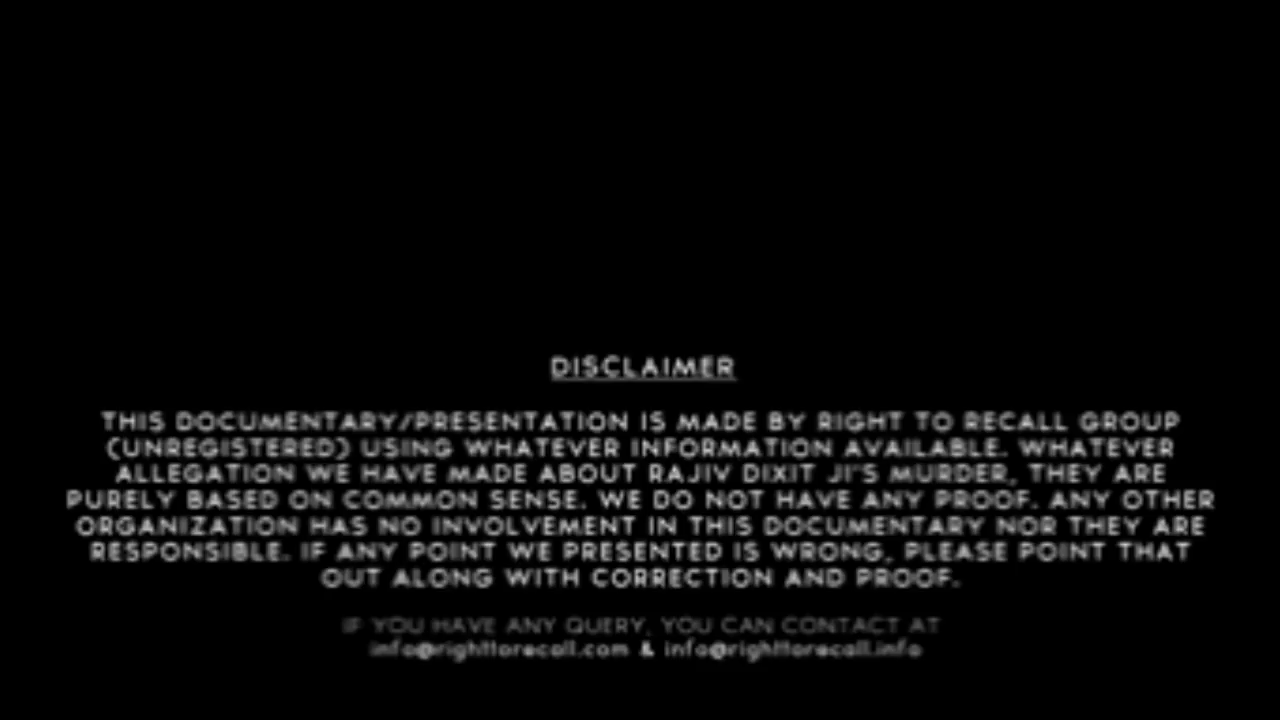 DISCLAIMER
THIS DOCUMENTARY/PRESENTATION IS MADE BY RIGHT TO RECALL GROUP
(UNREGISTERED) USING WHATEVER INFORMATION AVAILABLE. WHATEVER
ALLEGATION WE HAVE MADE ABOUT RAJIV DIXIT JI'S MURDER, THEY ARE
PURELY BASED ON COMMON SENSE. WE DO NOT HAVE ANY PROOF. ANY OTHER
ORGANIZATION HAS NO INVOLVEMENT IN THIS DOCUMENTARY NOR THEY ARE
RESPONSIBLE. IF ANY POINT WE PRESENTED IS WRONG, PLEASE POINT THAT
OUT ALONG WITH CORRECTION AND PROOF.
IF YOU HAVE ANY QUERY, YOU CAN CONTACT AT
info@righttorecall.com & info@righttorecall.info